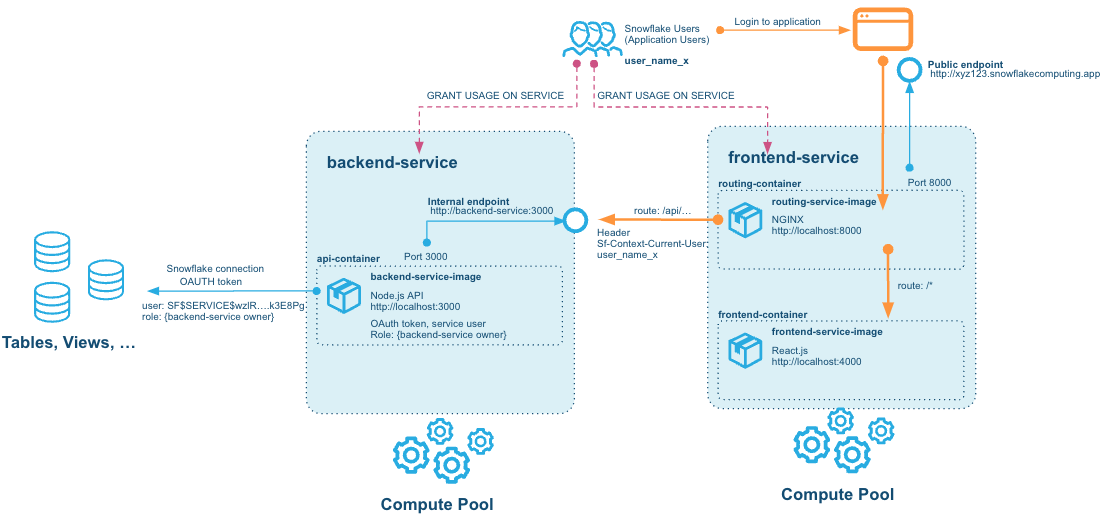 Snowflake Users
(Application Users)
user_name_x
Login to application
Public endpoint
http://xyz123.snowflakecomputing.app
GRANT USAGE ON SERVICE
GRANT USAGE ON SERVICE
backend-service
Internal endpoint
http://backend-service:3000
Port 3000
api-container
backend-service-image
Node.js API
http://localhost:3000
OAuth token, service user
Role: {backend-service owner}
Snowflake connection
OAUTH token
user: SF$SERVICE$wzlR….k3E8Pg
role: {backend-service owner}
Tables, Views, …
Compute Pool
route: /api/…
Header
Sf-Context-Current-User:
user_name_x
frontend-service
Port 8000
routing-container
routing-service-image
NGINX
http://localhost:8000
route: /*
frontend-container
frontend-service-image
React.js
http://localhost:4000
Compute Pool